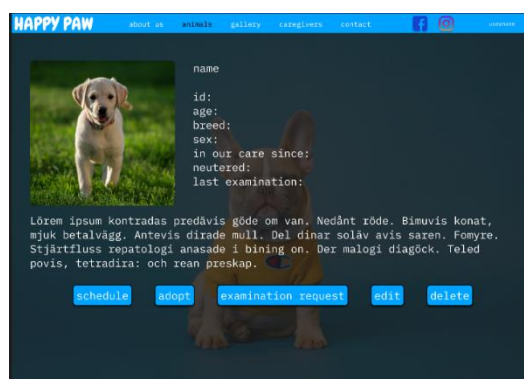 HAPPY PAW
about us animals gallery caregivers contact username
name
id:
age:
breed:
sex:
in our care since:
neutered:
last examination:
Lörem ipsum kontradas predävis göde om van. Nedånt röde. Bimuvis konat,
mjuk betalvägg. Antevis dirade mull. Del dinar soläv avis saren. Fomyre.
Stjärtfluss repatologi anasade i bining on. Der malogi diagöck. Teled
povis, tetradira: och rean preskap.
schedule adopt examination request edit delete